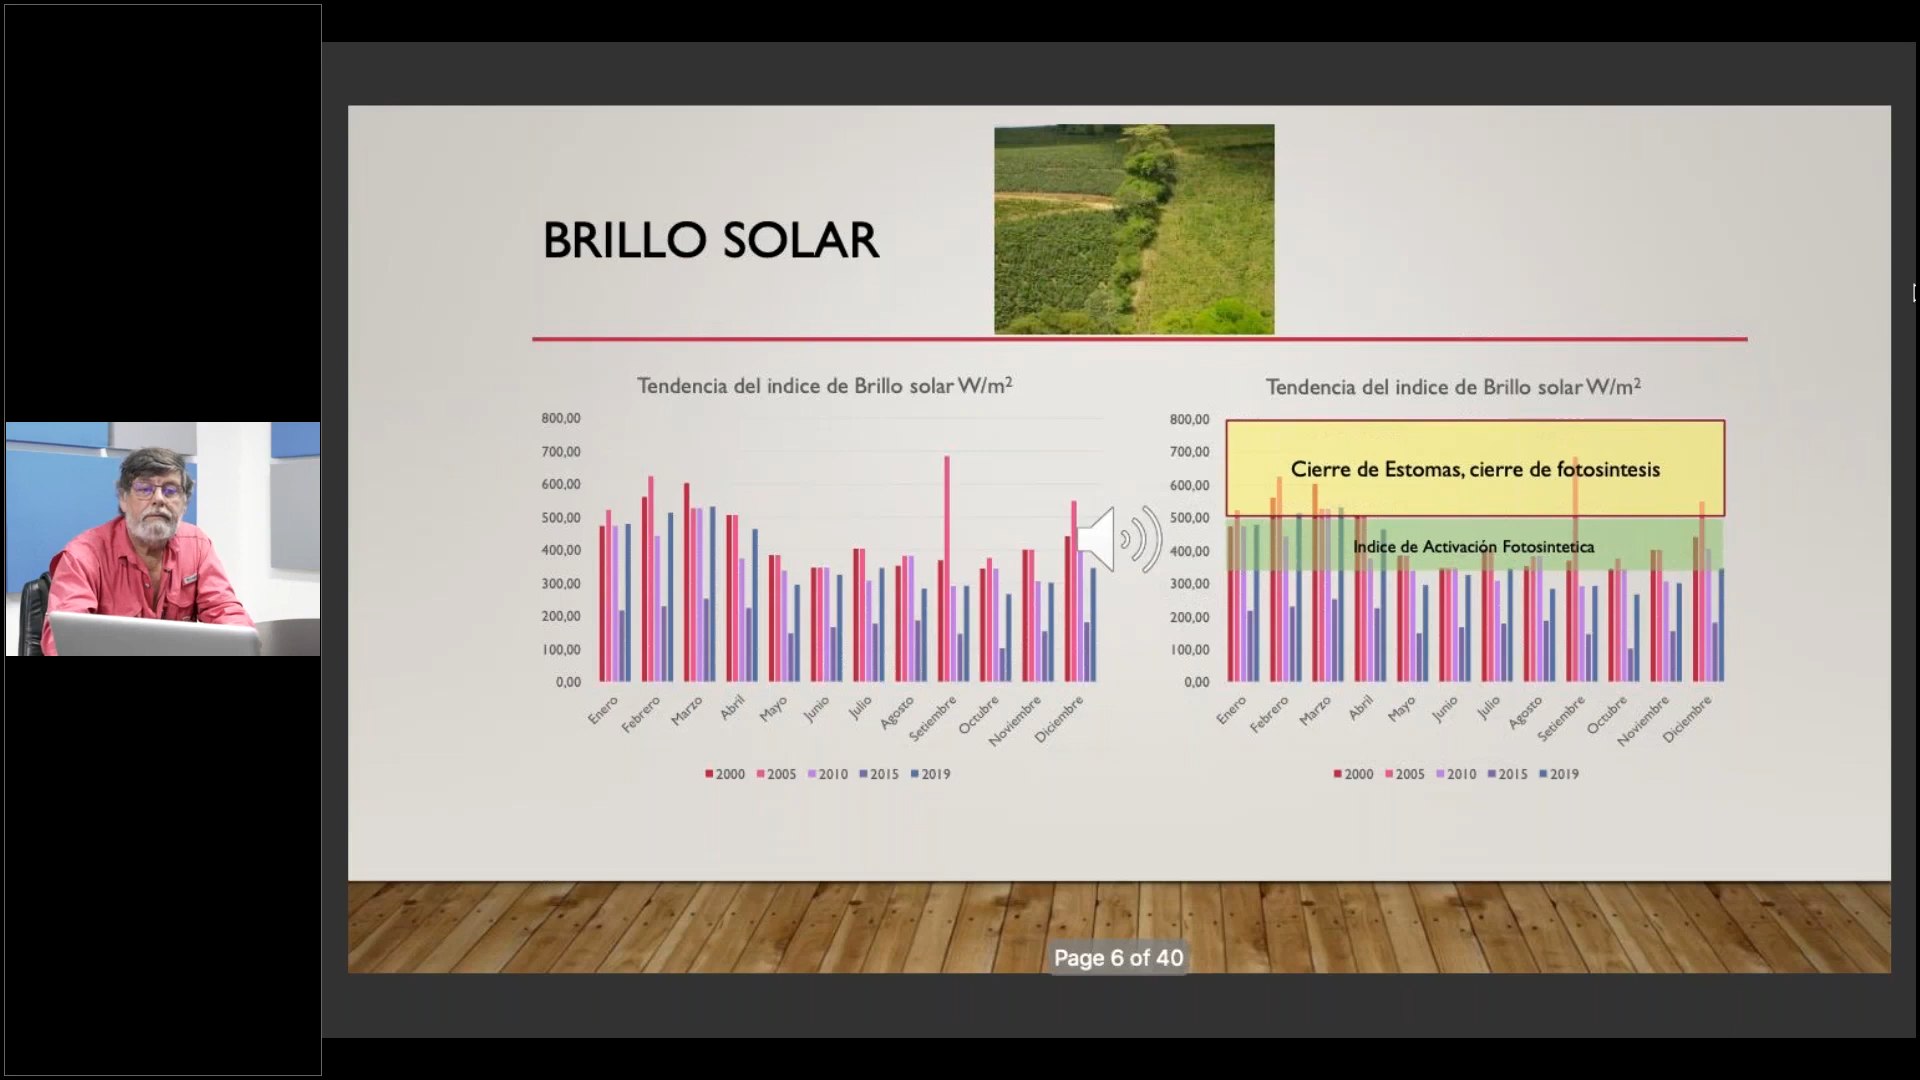 BRILLO SOLAR
Tendencia del indice de Brillo solar W/m²
800,00
700,00
600,00
500,00
400,00
300,00
200,00
100,00
0,00
Enero
Febrero
Marzo
Abril
Mayo
Junio
Julio
Agosto
Setiembre
Octubre
Noviembre
Diciembre
2000 2005 2010 2015 2019
Tendencia del indice de Brillo solar W/m²
800,00
700,00
600,00
500,00
400,00
300,00
200,00
100,00
0,00
Cierre de Estomas, cierre de fotosintesis
Indice de Activación Fotosintetica
Enero
Febrero
Marzo
Abril
Mayo
Junio
Julio
Agosto
Setiembre
Octubre
Noviembre
Diciembre
2000 2005 2010 2015 2019
Page 6 of 40